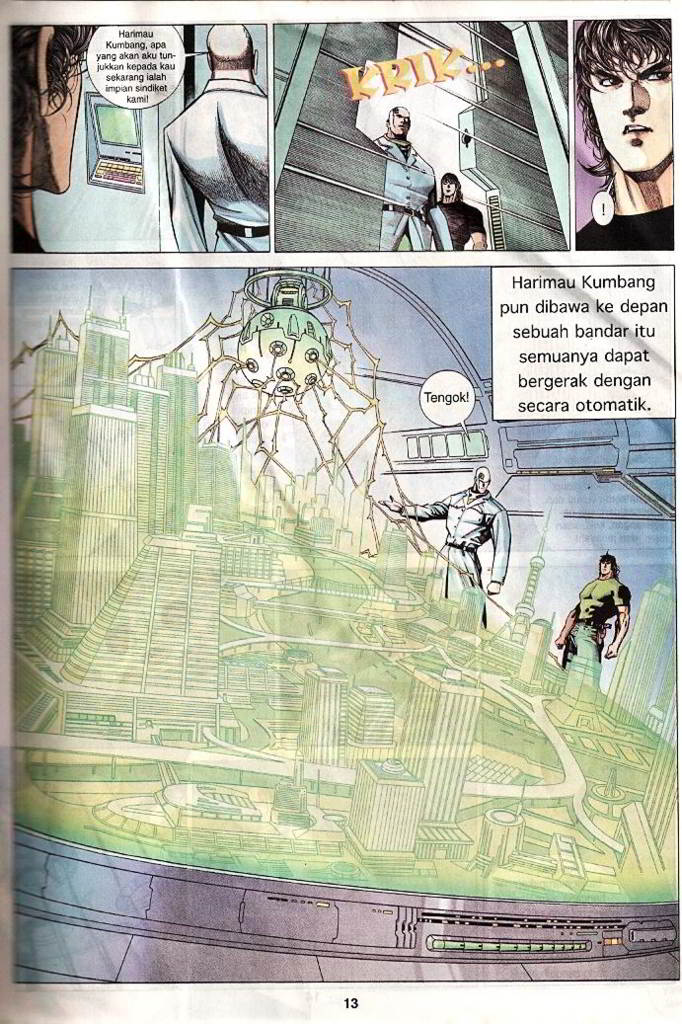 Harimau
Kumbang, apa
yang akan aku tun-
jukkan kepada kau
sekarang ialah
impian sindiket
kami!
KRIK...
!
Harimau Kumbang
pun dibawa ke depan
sebuah bandar itu
semuanya dapat
bergerak dengan
secara otomatik.
Tengok!
13